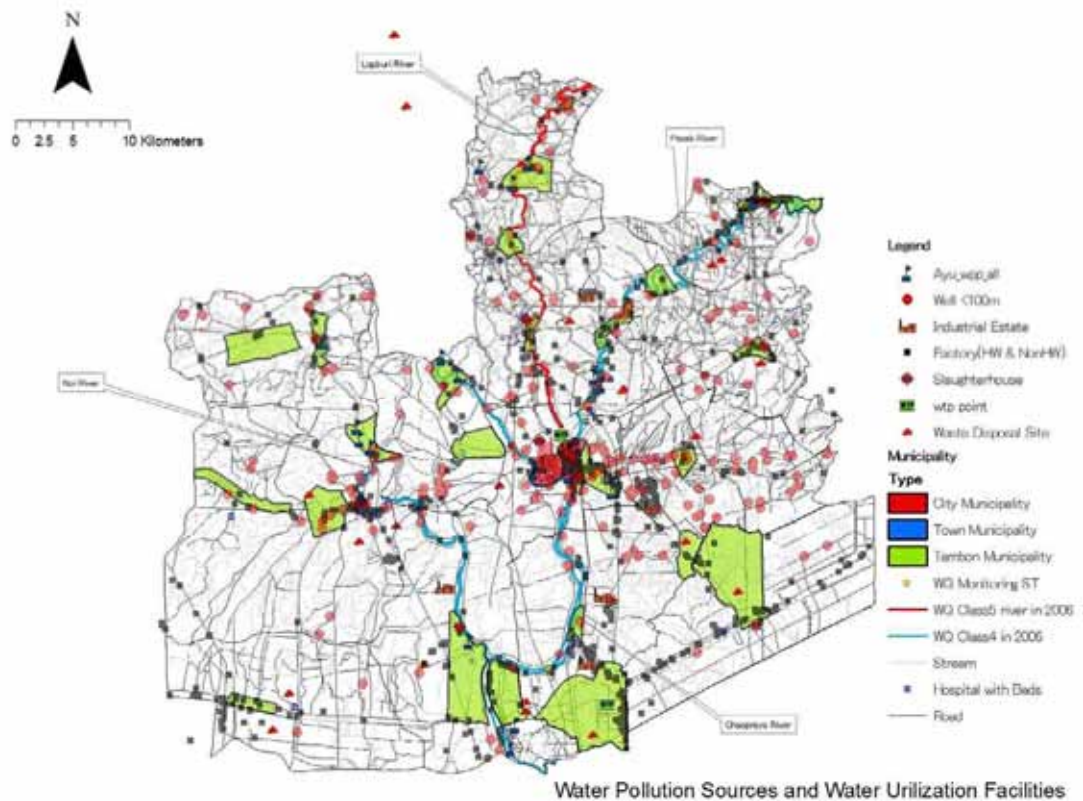 N
0 2.5 5 10 Kilometers
Lopburi River
Pasak River
Noi River
Chaopraya River
Legend
Ayu_wpp_all
Well <100m
Industrial Estate
Factory(HW & NonHW)
Slaughterhouse
wtp point
Waste Disposal Site
Municipality
Type
City Municipality
Town Municipality
Tambon Municipality
WQ Monitoring ST
WQ Class5 river in 2006
WQ Class4 in 2006
Stream
Hospital with Beds
Road
Water Pollution Sources and Water Urilization Facilities